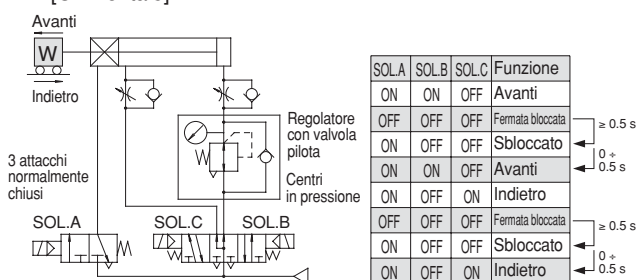 Avanti
W
Indietro
3 attacchi
normalmente
chiusi
Regolatore
con valvola
pilota
Centri
in pressione
SOL.A
SOL.C
SOL.B
SOL.A SOL.B SOL.C Funzione
ON ON OFF Avanti
OFF OFF OFF Fermata bloccata
ON OFF OFF Sbloccato
ON ON OFF Avanti
ON OFF ON Indietro
OFF OFF OFF Fermata bloccata
ON OFF OFF Sbloccato
ON OFF ON Indietro
≥ 0.5 s
0 ÷
0.5 s
≥ 0.5 s
0 ÷
0.5 s